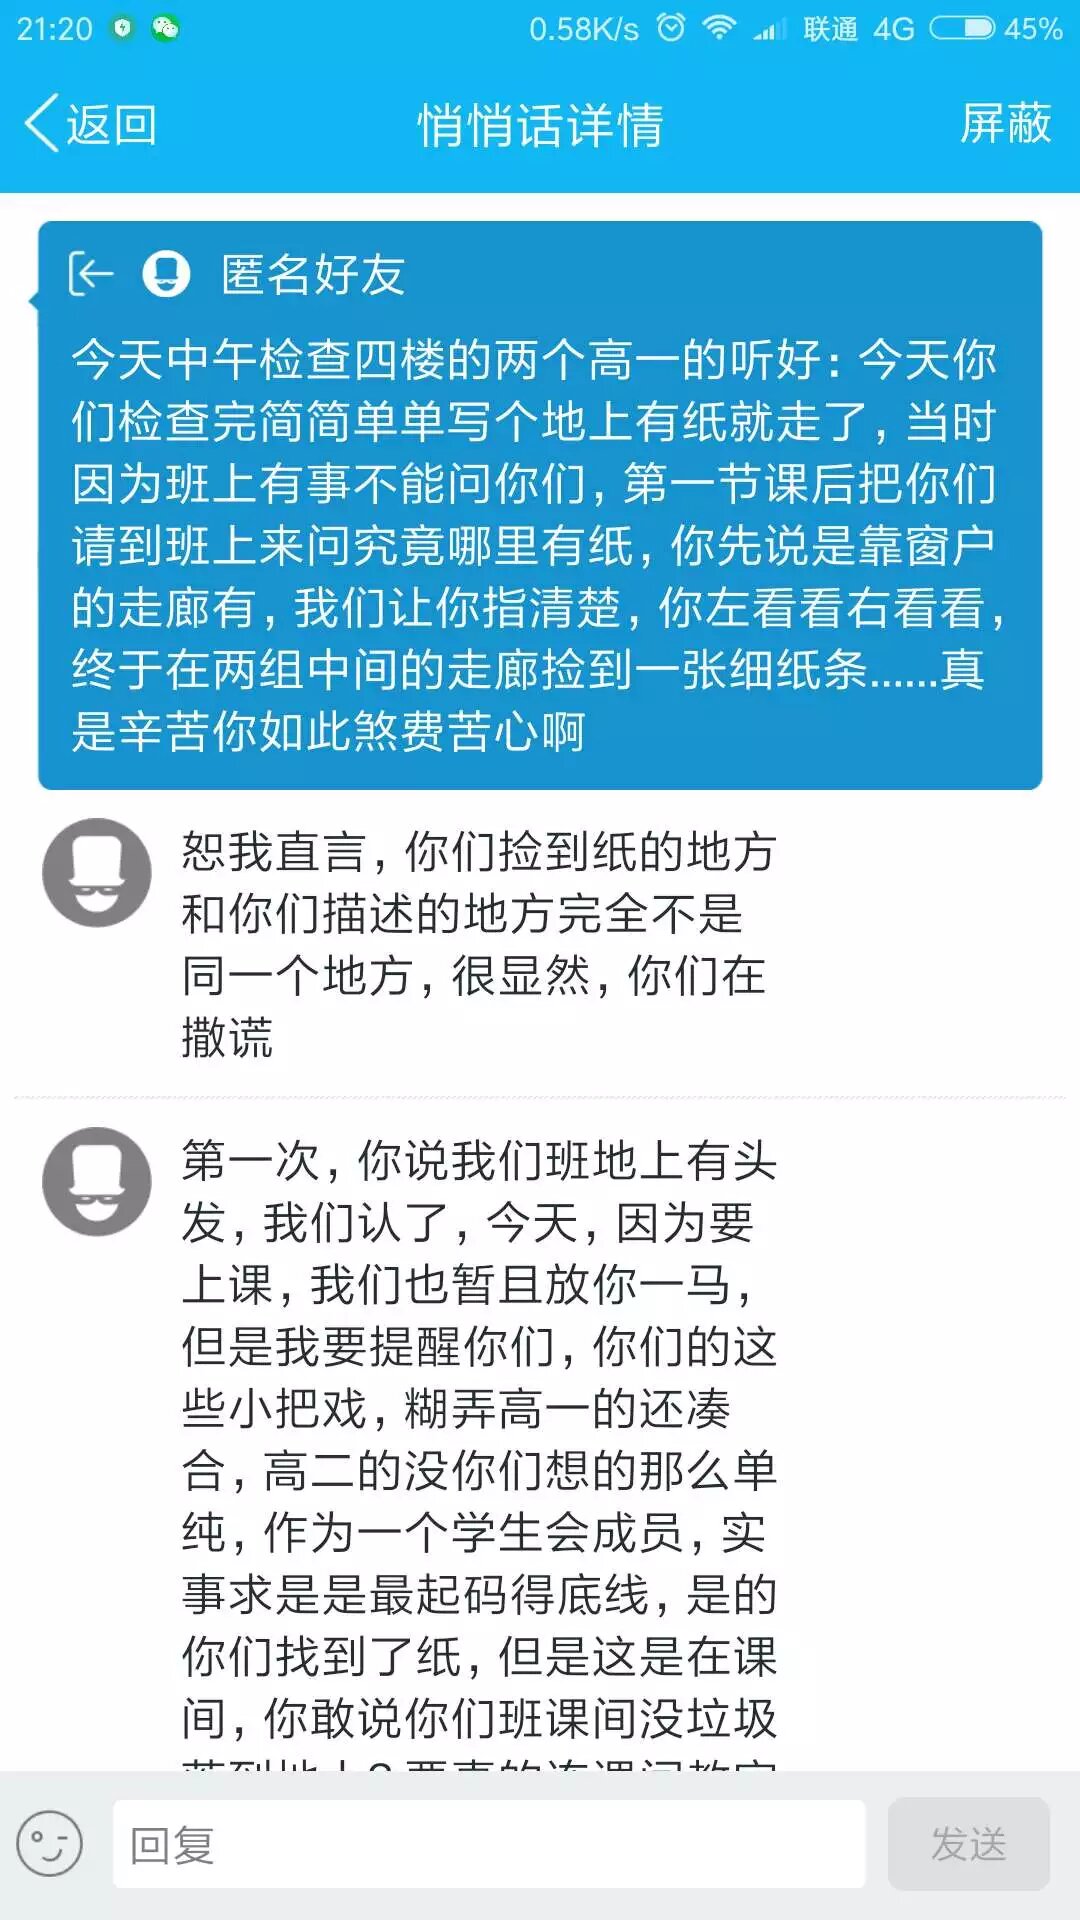 21:20 0.58K/s 联通 4G 45%
返回 悄悄话详情 屏蔽
匿名好友
今天中午检查四楼的两个高一的听好：今天你
们检查完简简单单写个地上有纸就走了，当时
因为班上有事不能问你们，第一节课后把你们
请到班上来问究竟哪里有纸，你先说是靠窗户
的走廊有，我们让你指清楚，你左看看右看看，
终于在两组中间的走廊捡到一张细纸条......真
是辛苦你如此煞费苦心啊
恕我直言，你们捡到纸的地方
和你们描述的地方完全不是
同一个地方，很显然，你们在
撒谎
第一次，你说我们班地上有头
发，我们认了，今天，因为要
上课，我们也暂且放你一马，
但是我要提醒你们，你们的这
些小把戏，糊弄高一的还凑
合，高二的没你们想的那么单
纯，作为一个学生会成员，实
事求是是最起码得底线，是的
你们找到了纸，但是这是在课
间，你敢说你们班课间没垃圾
回复 发送